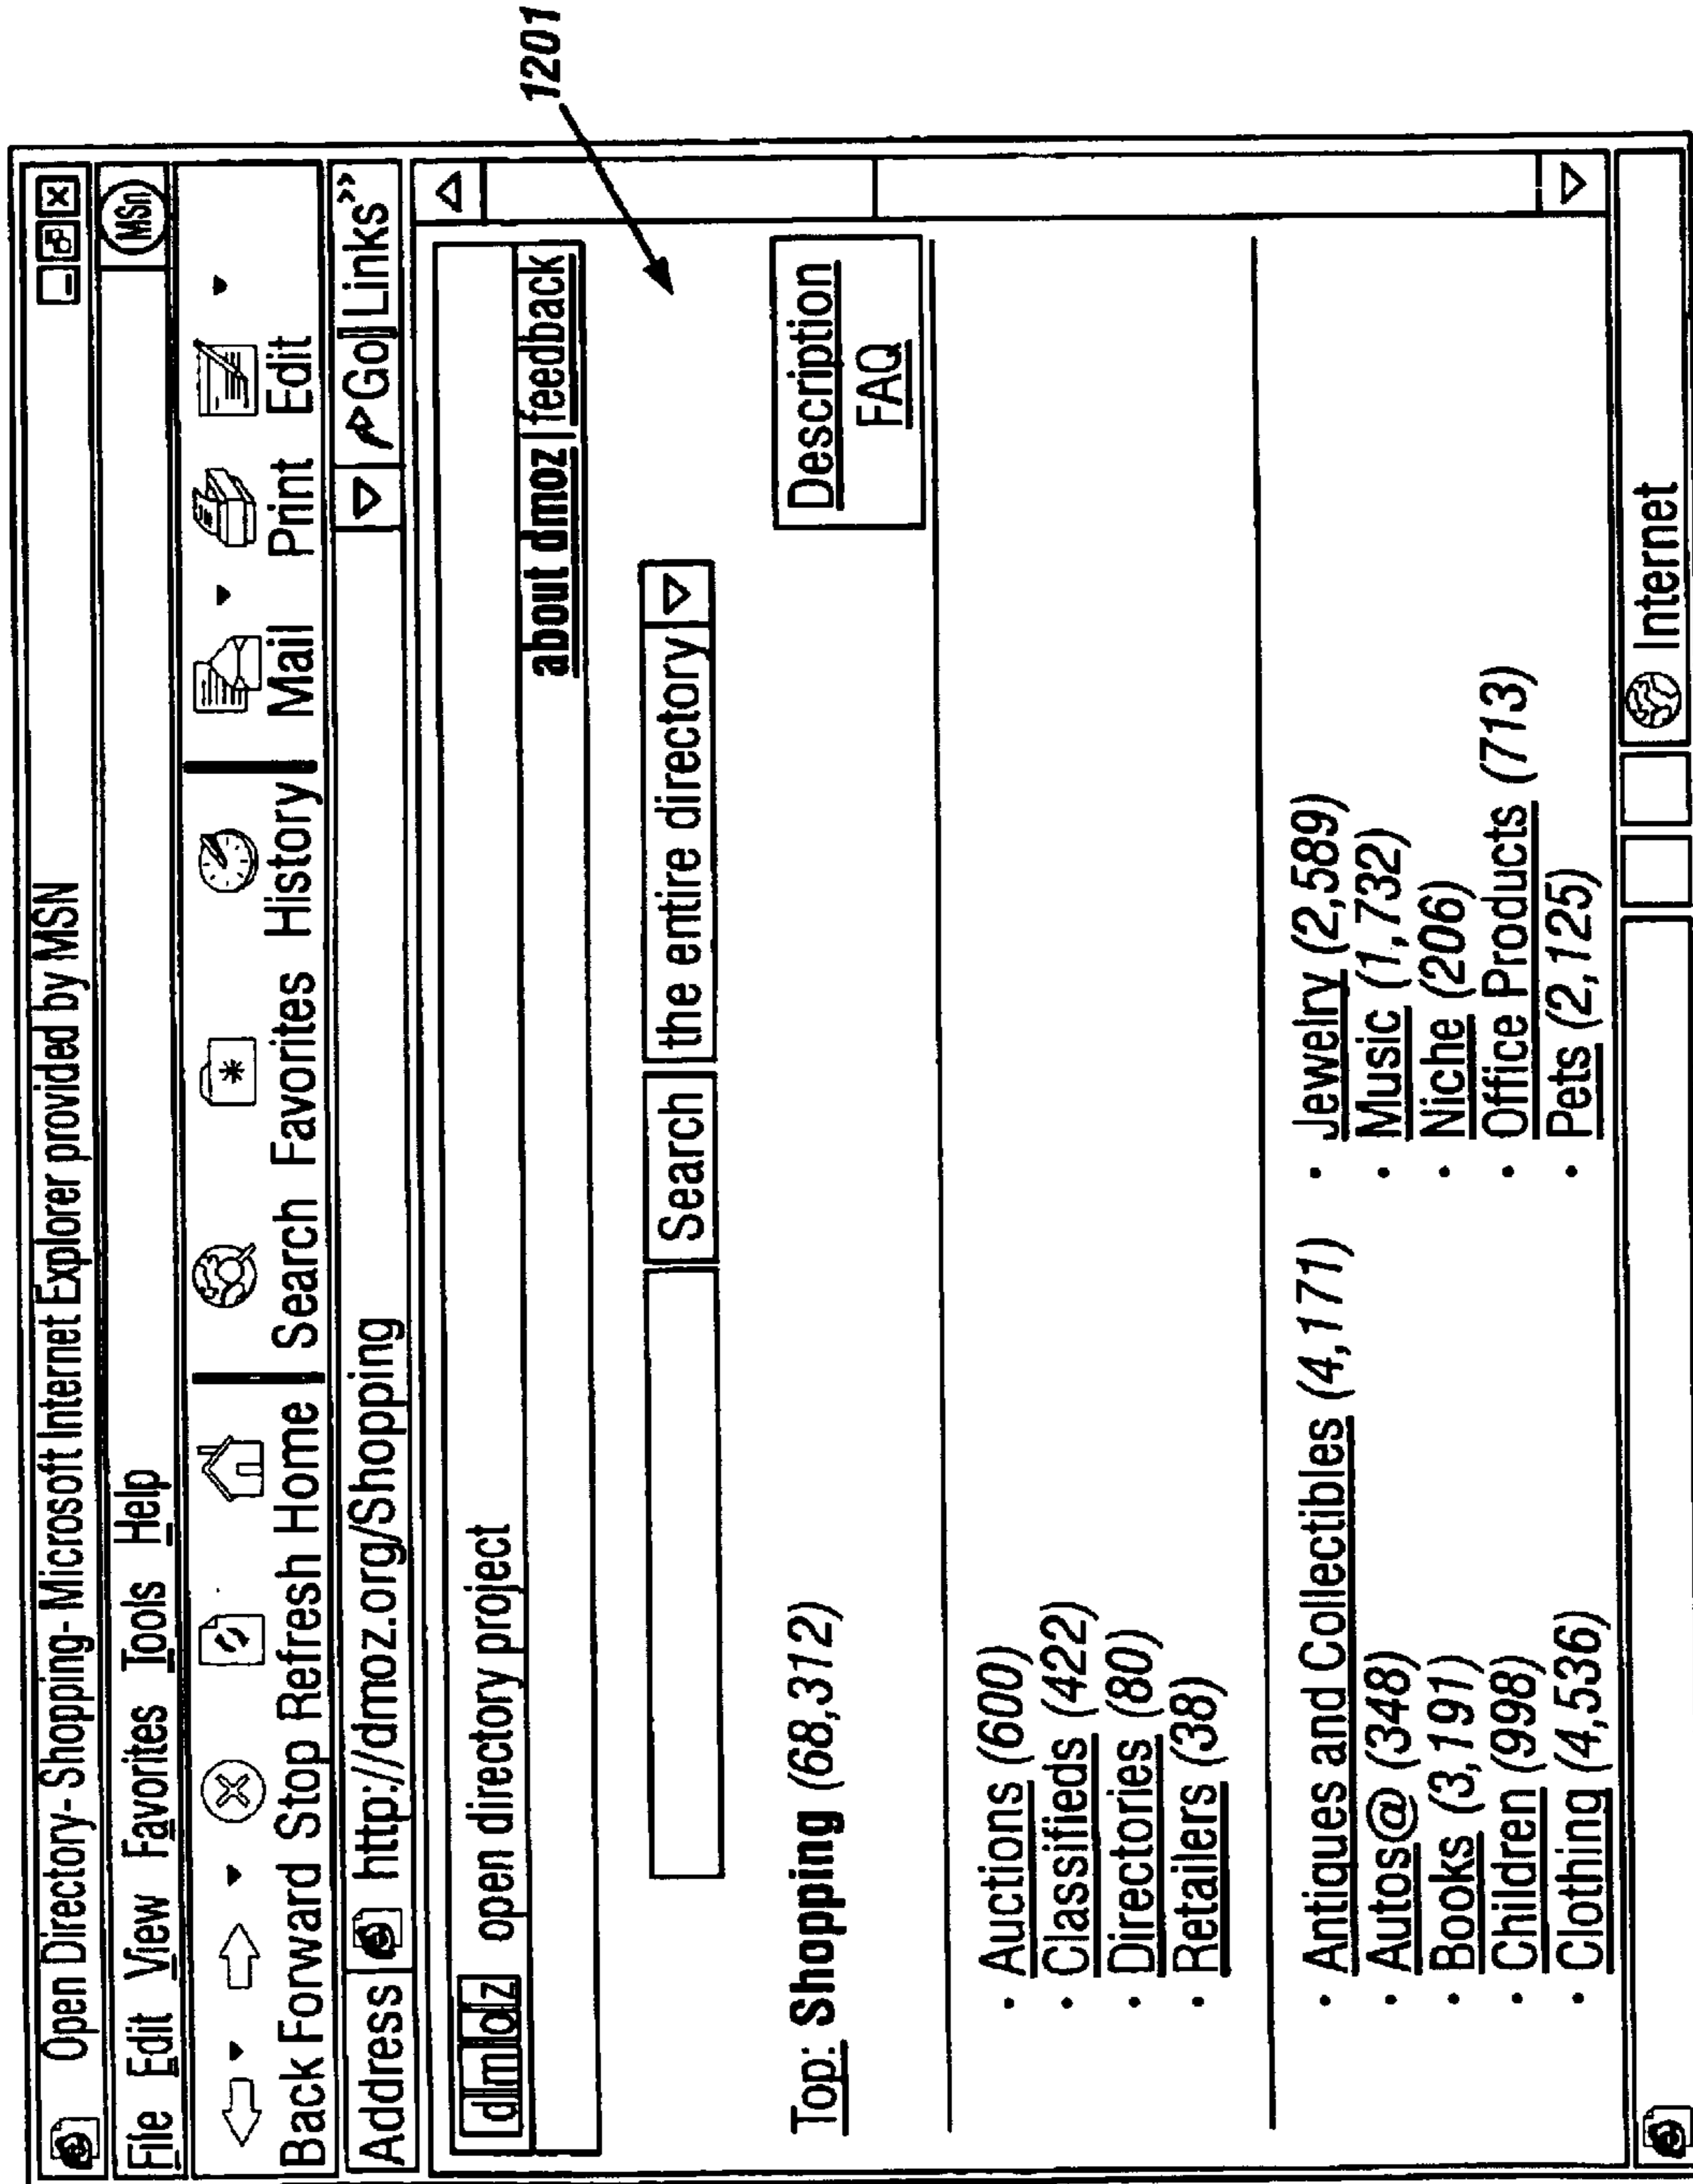 Open Directory- Shopping- Microsoft Internet Explorer provided by MSN
File Edit View Favorites Tools Help
MSn
Back Forward Stop Refresh Home Search Favorites History Mail Print Edit
Address http://dmoz.org/Shopping Go Links »
dmoz open directory project
about dmoz feedback
1201
Search the entire directory
Top: Shopping (68,312)
Description
FAQ
· Auctions (600)
· Classifieds (422)
· Directories (80)
· Retailers (38)
· Antiques and Collectibles (4,171)
· Autos@ (348)
· Books (3,191)
· Children (998)
· Clothing (4,536)
· Jewelry (2,589)
· Music (1,732)
· Niche (206)
· Office Products (713)
· Pets (2,125)
Internet